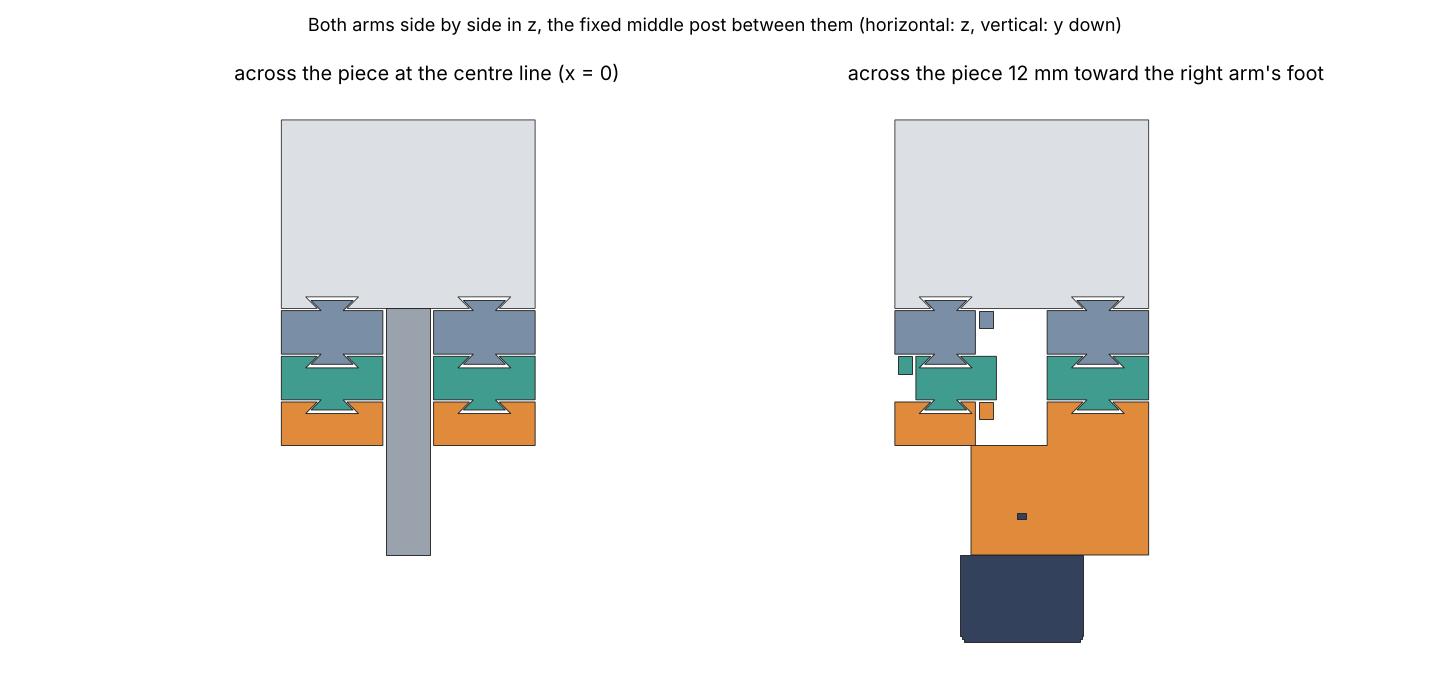 Both arms side by side in z, the fixed middle post between them (horizontal: z, vertical: y down)
across the piece at the centre line (x = 0)
across the piece 12 mm toward the right arm's foot